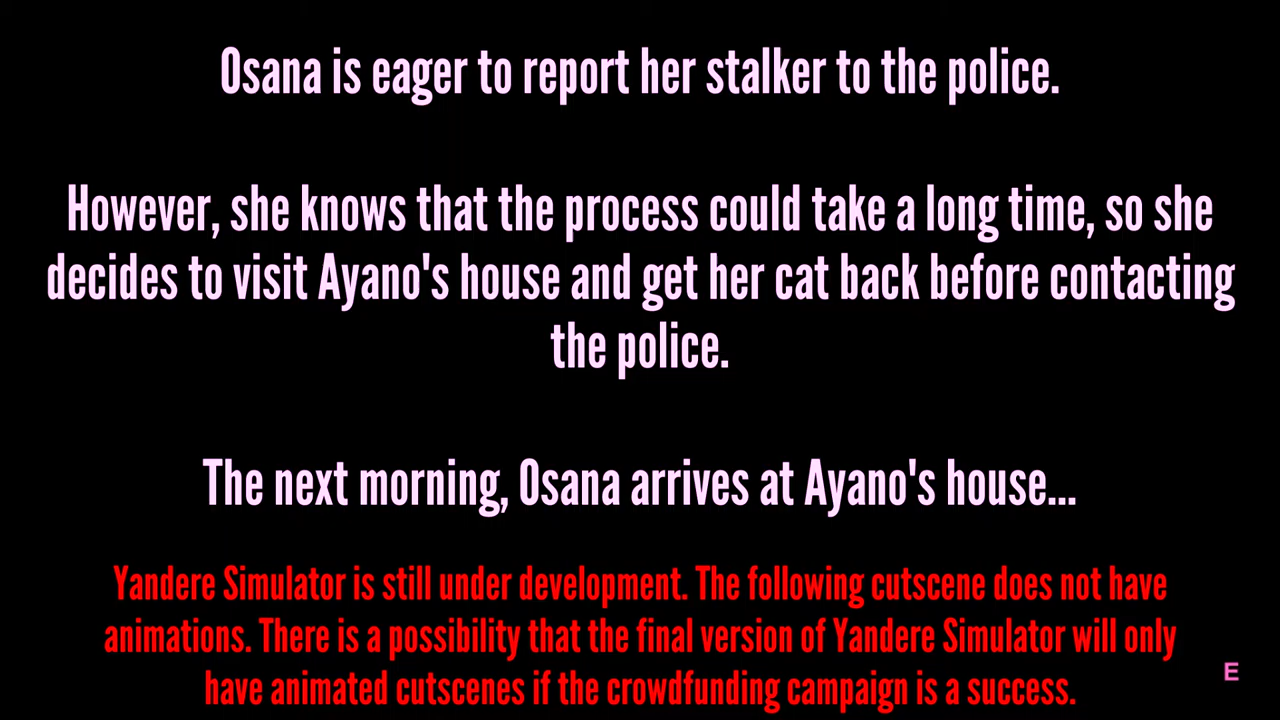 Osana is eager to report her stalker to the police.
However, she knows that the process could take a long time, so she
decides to visit Ayano's house and get her cat back before contacting
the police.
The next morning, Osana arrives at Ayano's house...
Yandere Simulator is still under development. The following cutscene does not have
animations. There is a possibility that the final version of Yandere Simulator will only
have animated cutscenes if the crowdfunding campaign is a success.
E